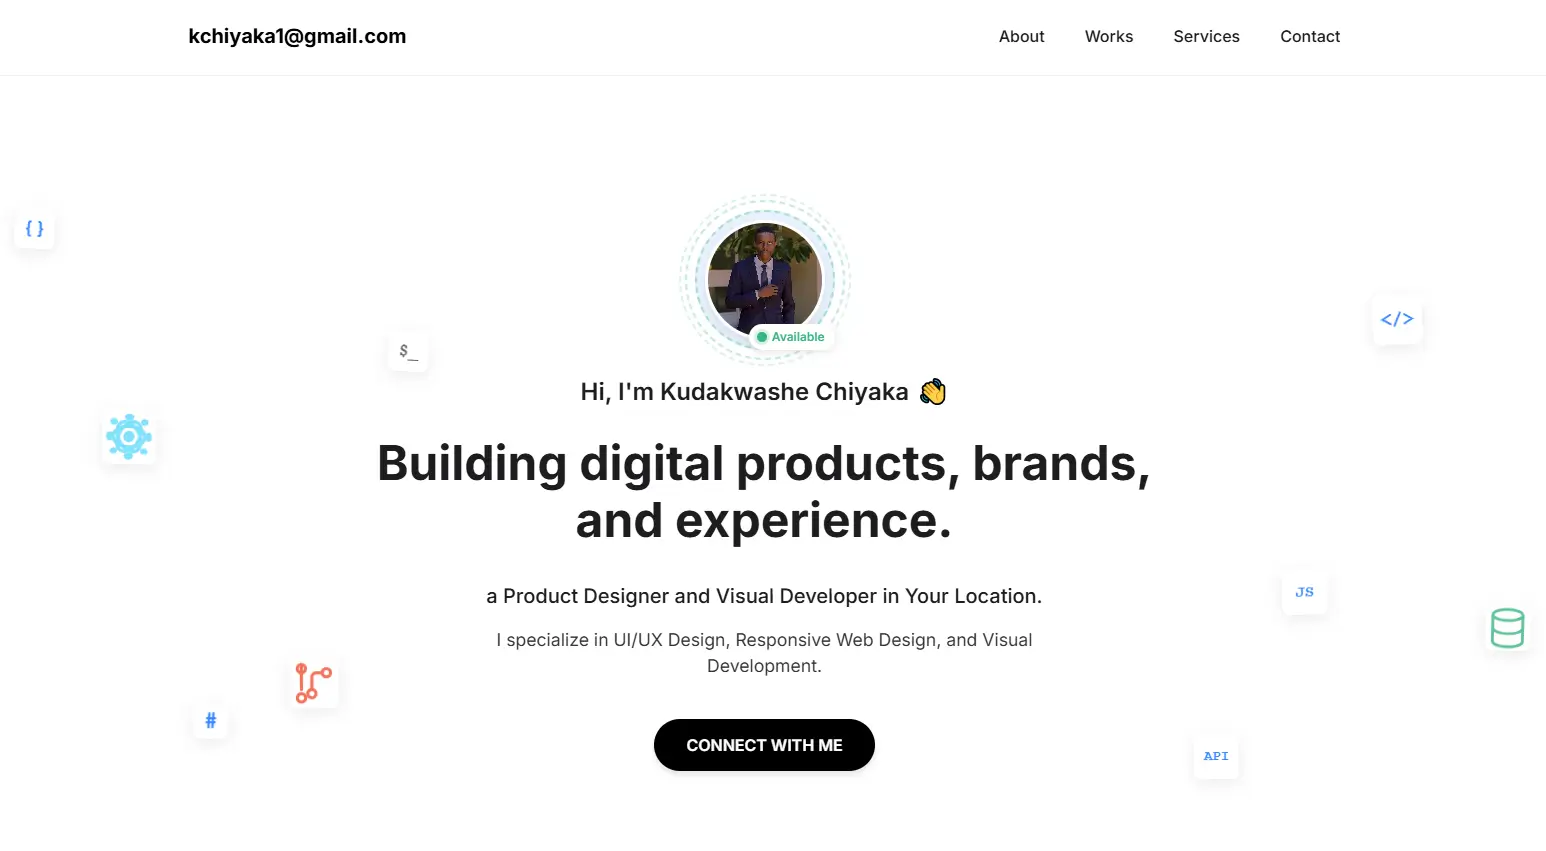 kchiyaka1@gmail.com
About Works Services Contact
{ }
Available
$_
</>
Hi, I'm Kudakwashe Chiyaka 👋
Building digital products, brands,
and experience.
a Product Designer and Visual Developer in Your Location.
JS
I specialize in UI/UX Design, Responsive Web Design, and Visual
Development.
#
CONNECT WITH ME
API